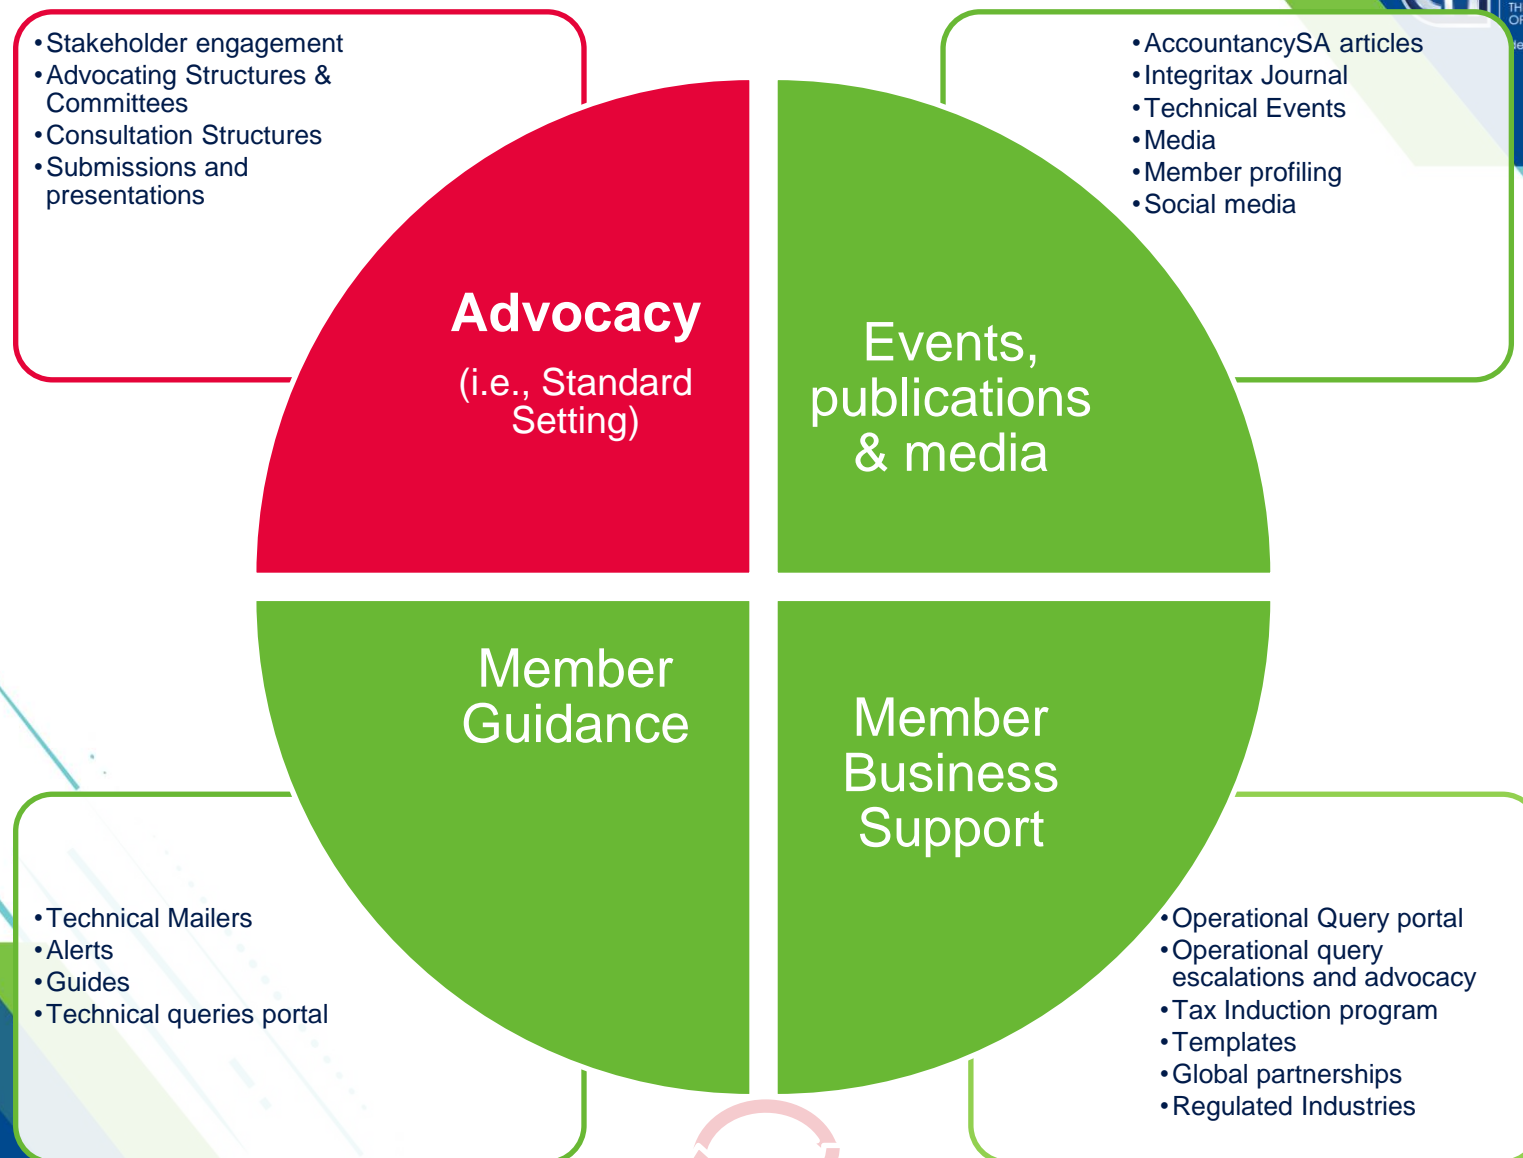 •Stakeholder engagement
•Advocating Structures &
Committees
•Consultation Structures
•Submissions and
presentations
•AccountancySA articles
•Integritax Journal
•Technical Events
•Media
•Member profiling
•Social media
Advocacy
(i.e., Standard
Setting)
Events,
publications
& media
Member
Guidance
Member
Business
Support
•Technical Mailers
•Alerts
•Guides
•Technical queries portal
•Operational Query portal
•Operational query
escalations and advocacy
•Tax Induction program
•Templates
•Global partnerships
•Regulated Industries